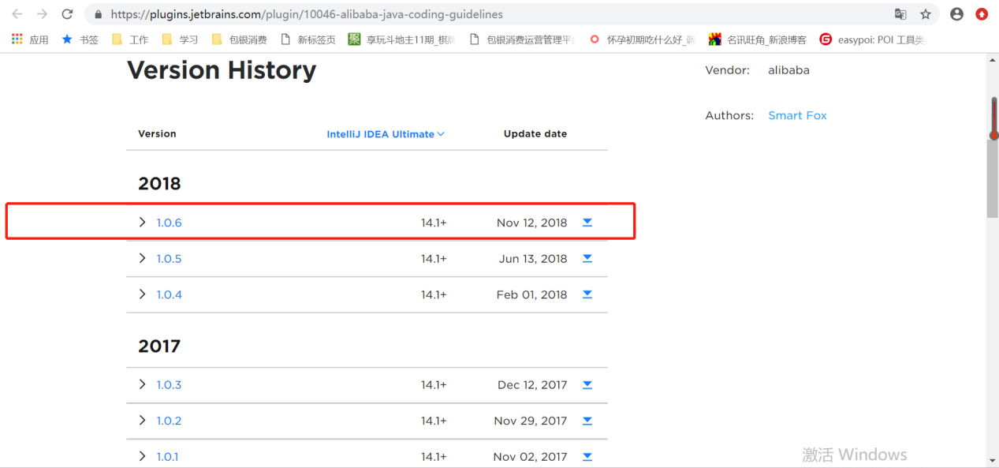 https://plugins.jetbrains.com/plugin/10046-alibaba-java-coding-guidelines
应用 书签 工作 学习 包银消费 新标签页 享玩斗地主11期_棋牌 包银消费运营管理平台 怀孕初期吃什么好_ 名讯旺角_新浪博客 easypoi: POI 工具类
Version History
Vendor: alibaba
Authors: Smart Fox
Version IntelliJ IDEA Ultimate Update date
2018
1.0.6 14.1+ Nov 12, 2018
1.0.5 14.1+ Jun 13, 2018
1.0.4 14.1+ Feb 01, 2018
2017
1.0.3 14.1+ Dec 12, 2017
1.0.2 14.1+ Nov 29, 2017
1.0.1 14.1+ Nov 02, 2017
激活 Windows